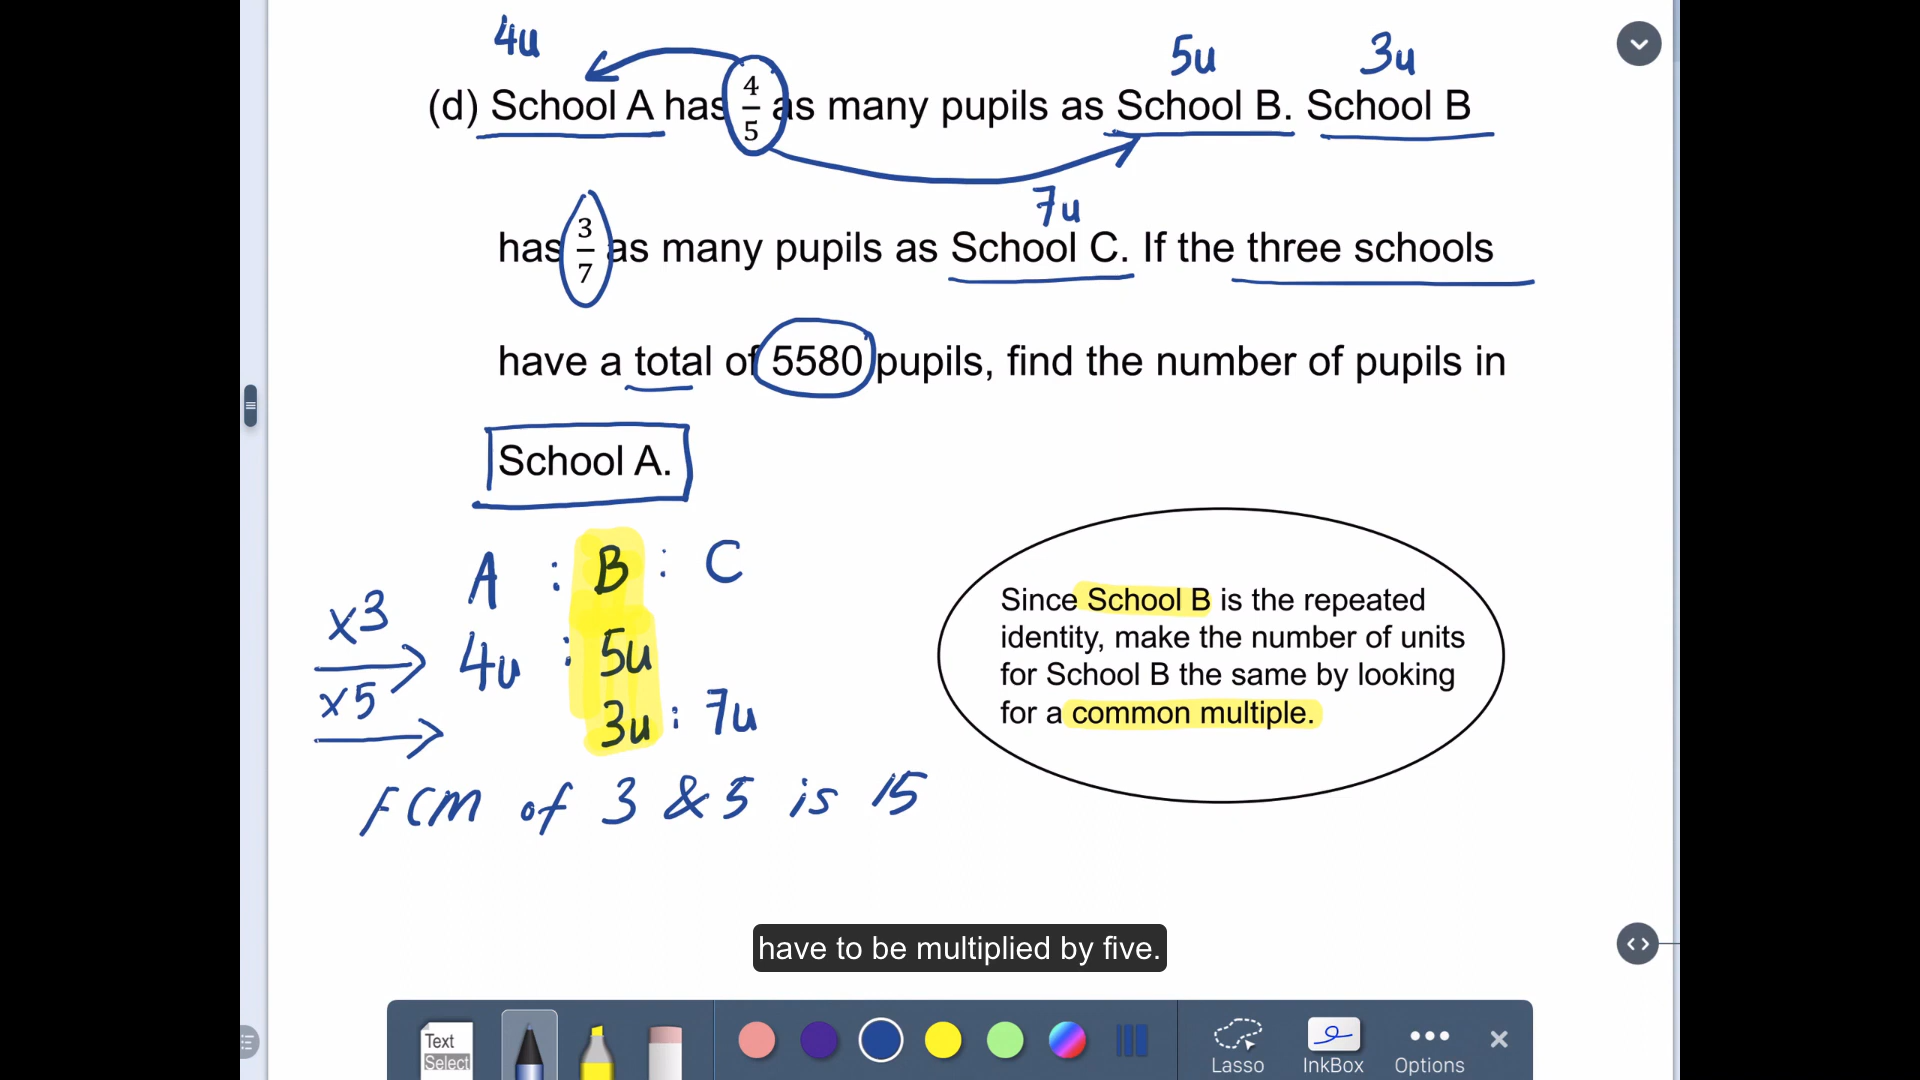 4u 5u 3u
(d) School A has 4/5 as many pupils as School B. School B
7u
has 3/7 as many pupils as School C. If the three schools
have a total of 5580 pupils, find the number of pupils in
School A.
A : B : C
x3 4u : 5u
x5 3u : 7u
FCM of 3 & 5 is 15
Since School B is the repeated
identity, make the number of units
for School B the same by looking
for a common multiple.
have to be multiplied by five.
Text
Select
Lasso InkBox Options